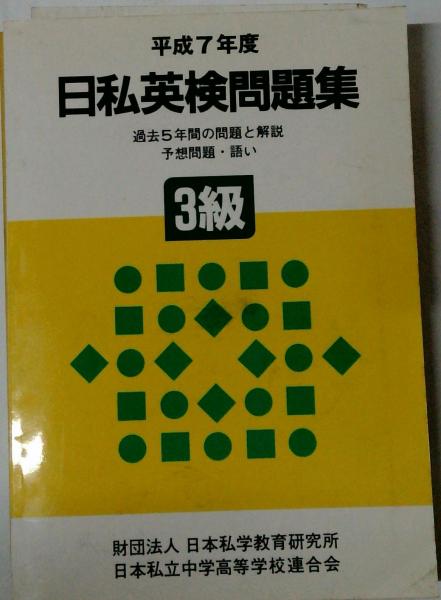 平成7年度
日私英検問題集
過去5年間の問題と解説
予想問題・語い
3級
財団法人 日本私学教育研究所
日本私立中学高等学校連合会